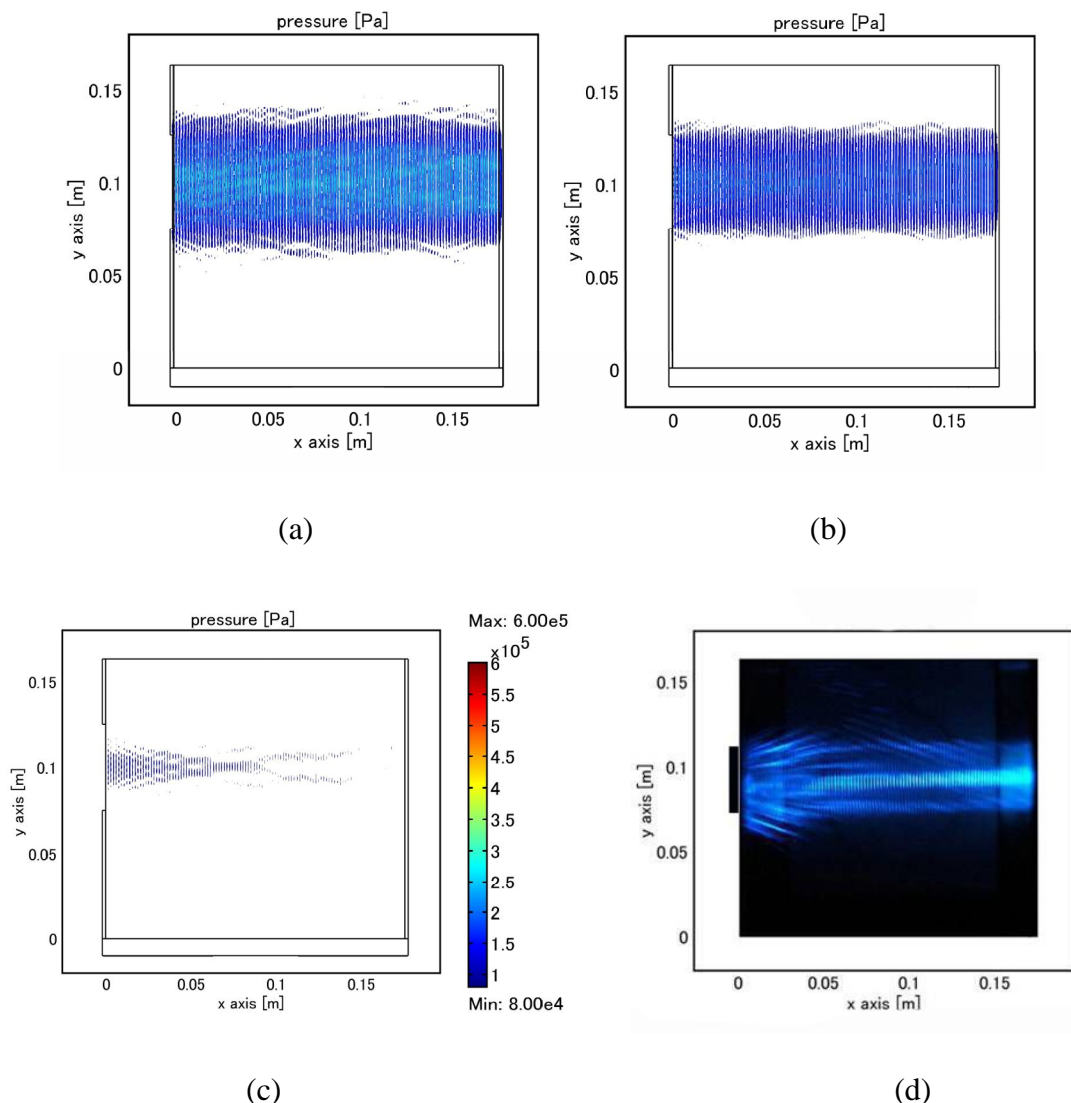 pressure [Pa]
0.15
0.1
0.05
0
y axis [m]
0 0.05 0.1 0.15
x axis [m]
(a)
pressure [Pa]
0.15
0.1
0.05
0
y axis [m]
0 0.05 0.1 0.15
x axis [m]
(b)
pressure [Pa]
0.15
0.1
0.05
0
y axis [m]
0 0.05 0.1 0.15
x axis [m]
Max: 6.00e5
×10⁵
6
5.5
5
4.5
4
3.5
3
2.5
2
1.5
1
Min: 8.00e4
(c)
0.15
0.1
0.05
0
y axis [m]
0 0.05 0.1 0.15
x axis [m]
(d)